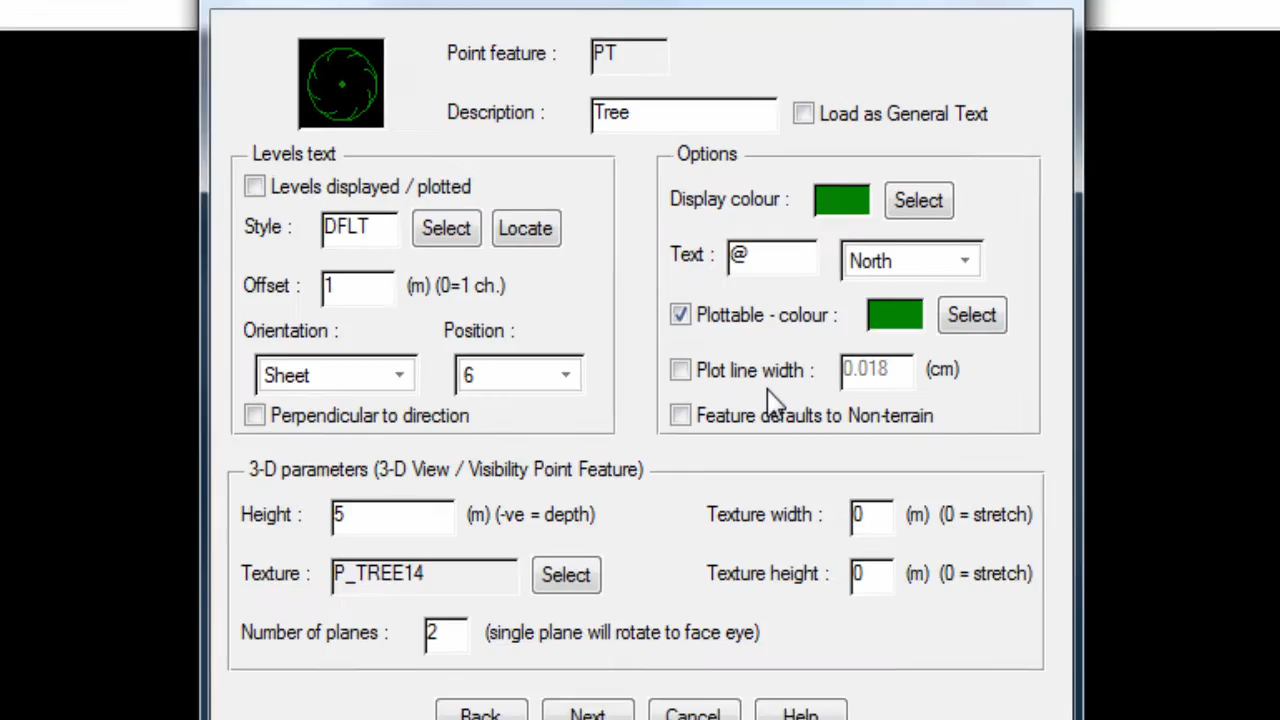 Point feature : PT
Description : Tree Load as General Text
Levels text
Levels displayed / plotted
Style : DFLT Select Locate
Offset : 1 (m) (0=1 ch.)
Orientation : Position :
Sheet 6
Perpendicular to direction
Options
Display colour : Select
Text : @ North
Plottable - colour : Select
Plot line width : 0.018 (cm)
Feature defaults to Non-terrain
3-D parameters (3-D View / Visibility Point Feature)
Height : 5 (m) (-ve = depth) Texture width : 0 (m) (0 = stretch)
Texture : P_TREE14 Select Texture height : 0 (m) (0 = stretch)
Number of planes : 2 (single plane will rotate to face eye)
Back Next Cancel Help